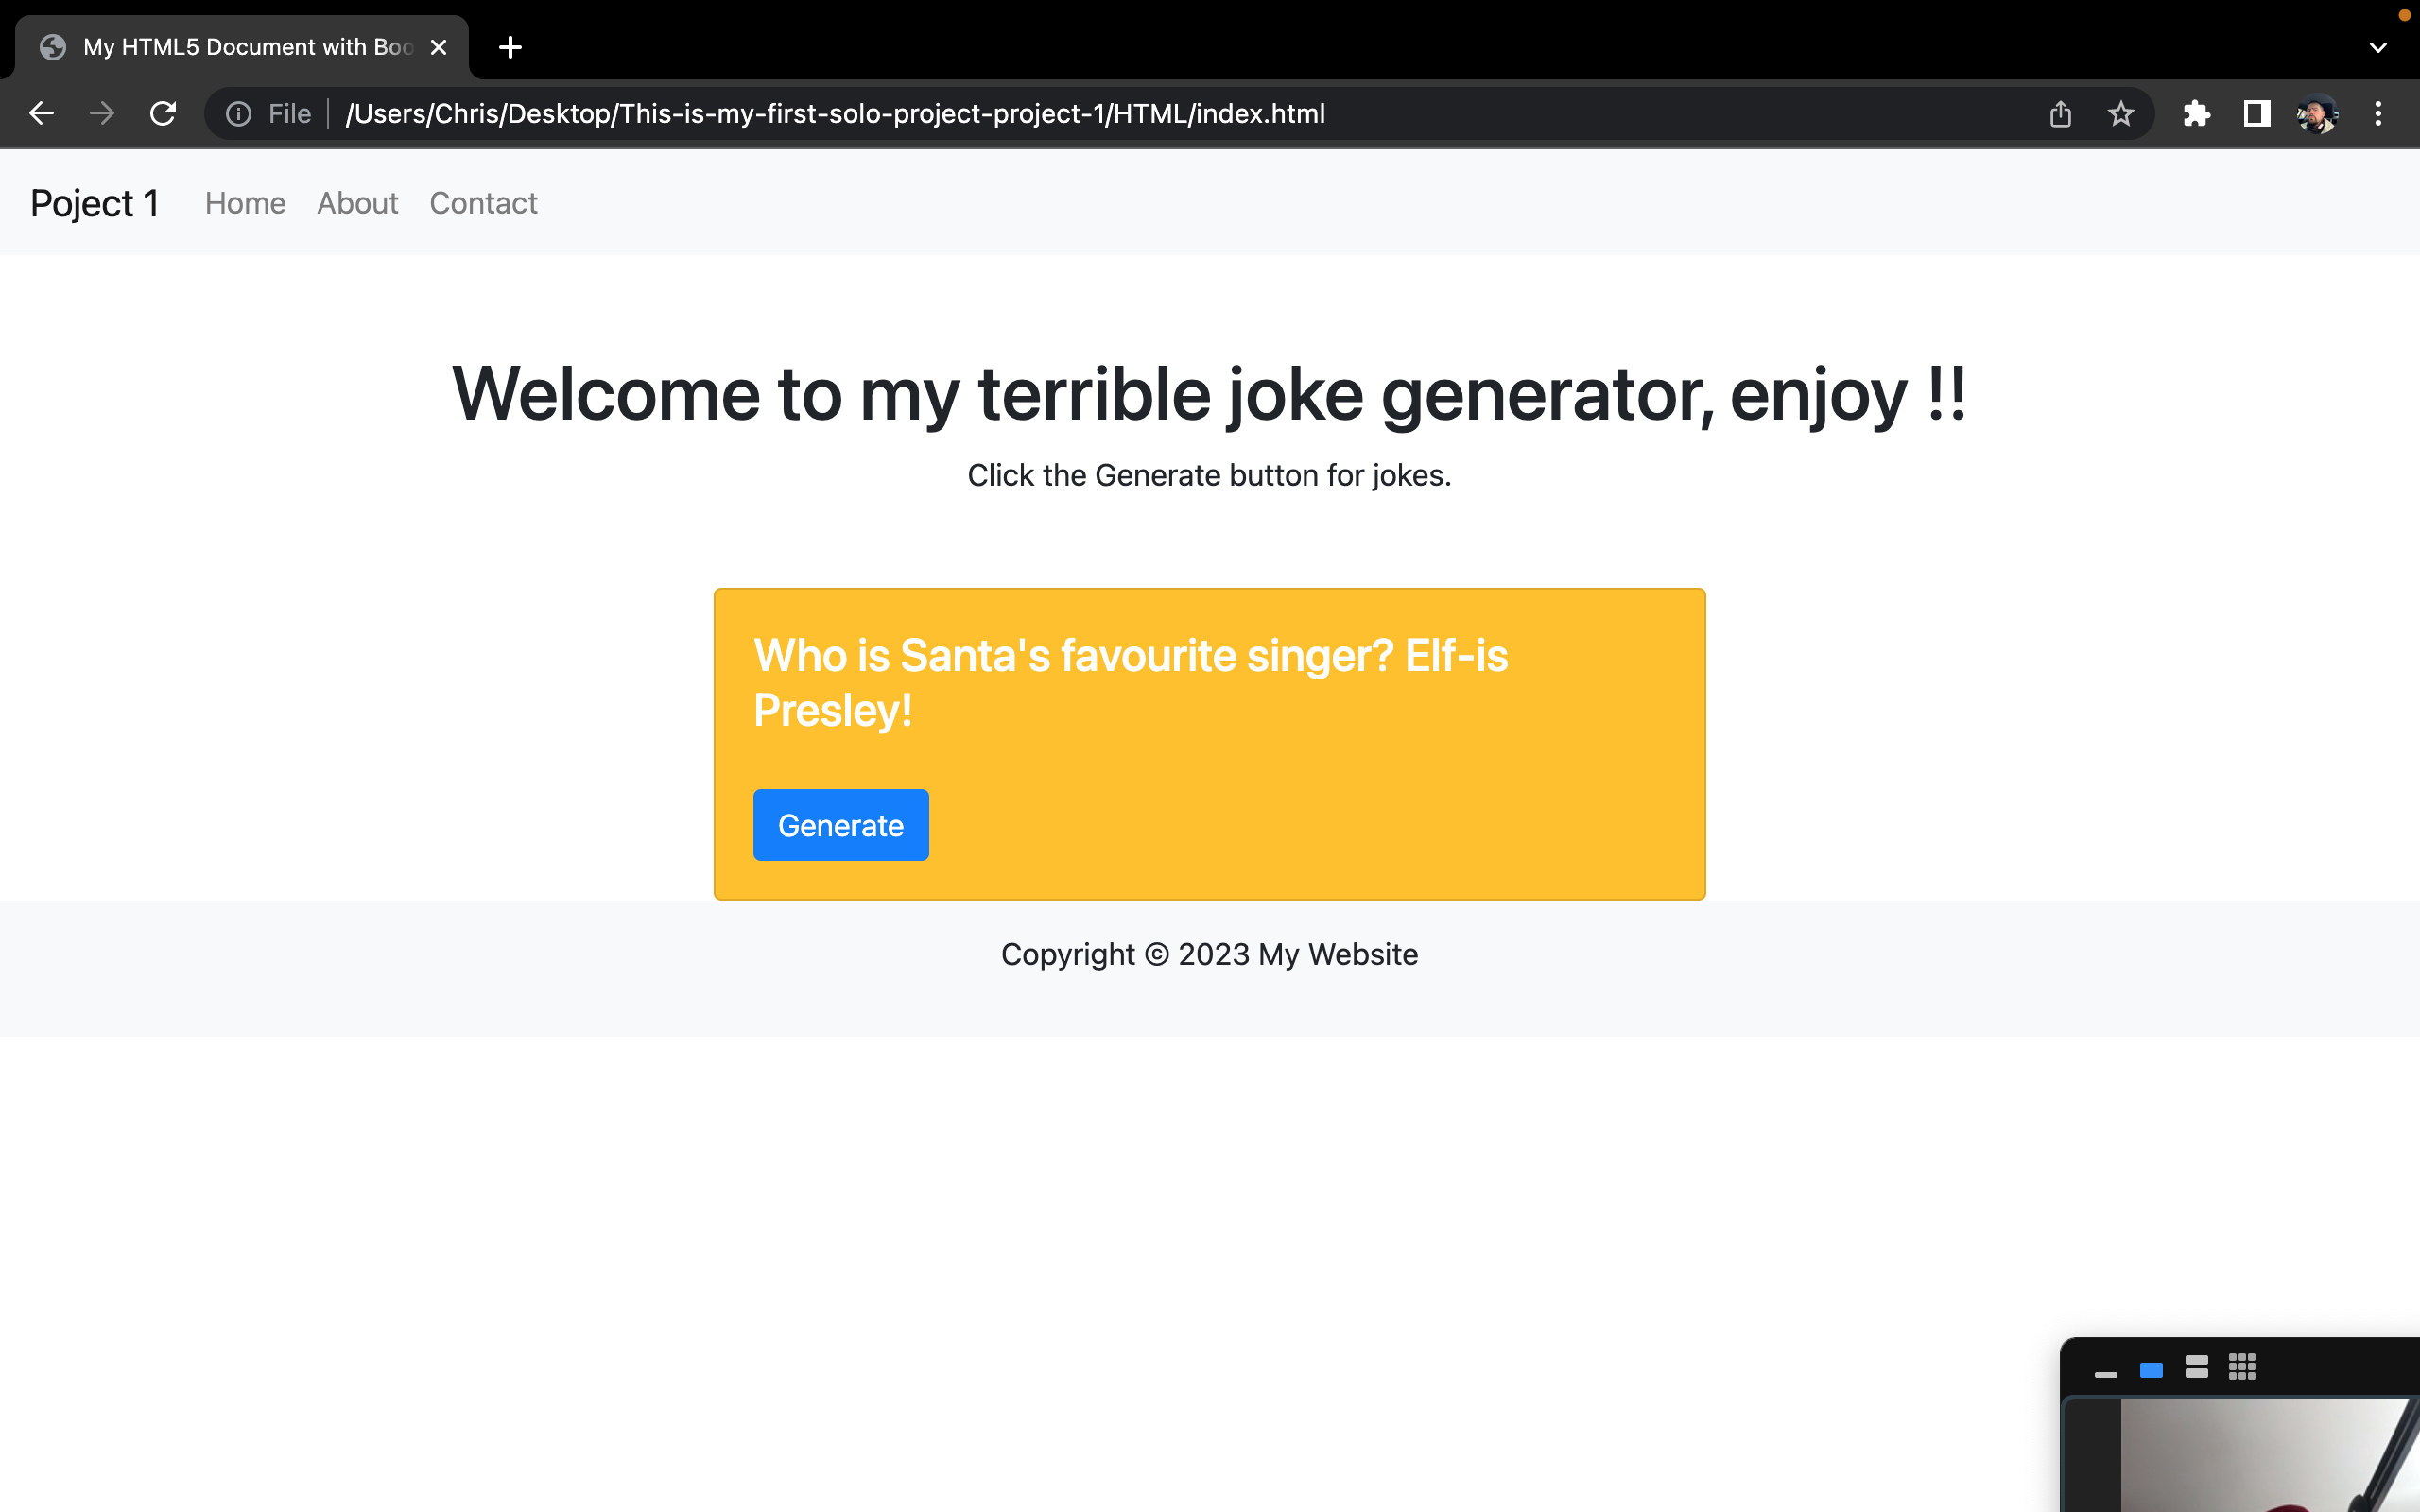 My HTML5 Document with Boo
File /Users/Chris/Desktop/This-is-my-first-solo-project-project-1/HTML/index.html
Poject 1 Home About Contact
Welcome to my terrible joke generator, enjoy !!
Click the Generate button for jokes.
Who is Santa's favourite singer? Elf-is
Presley!
Generate
Copyright © 2023 My Website